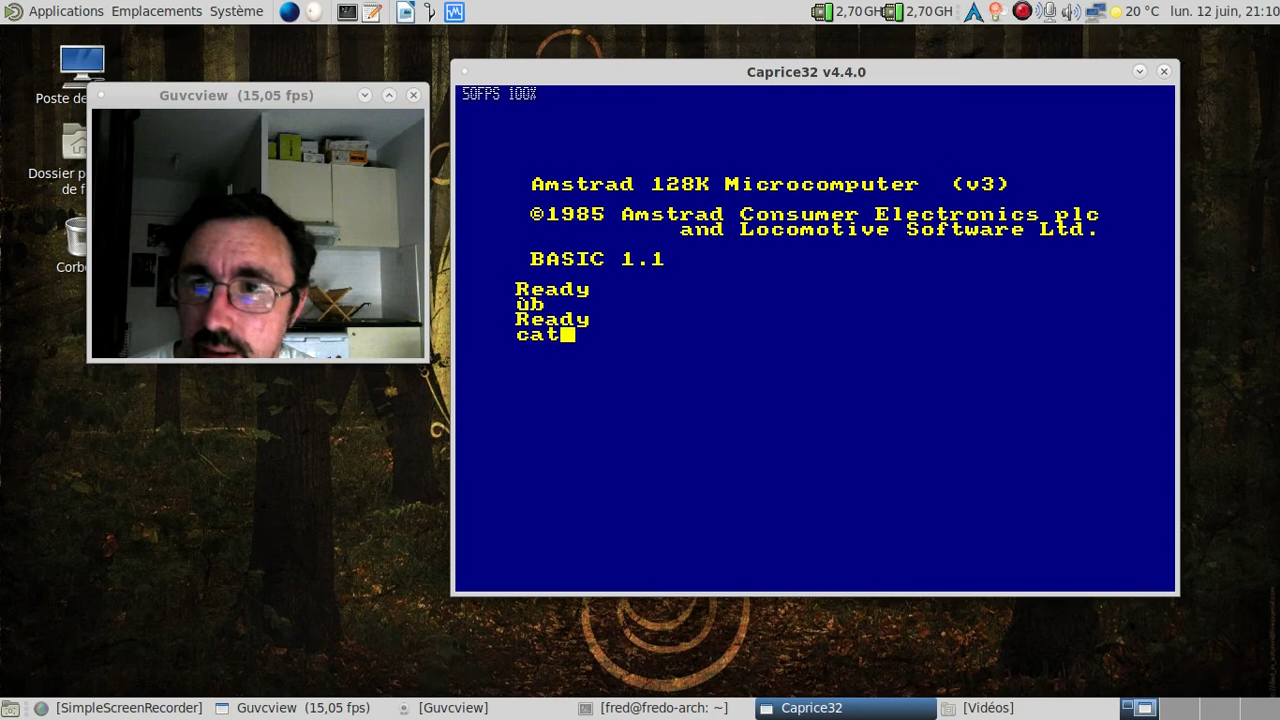 Applications Emplacements Système
2,70 GH 2,70 GH 20 °C lun. 12 juin, 21:10
Poste de
Dossier p
de f
Corbe
Guvcview (15,05 fps)
Caprice32 v4.4.0
50FPS 100%
Amstrad 128K Microcomputer (v3)
©1985 Amstrad Consumer Electronics plc
and Locomotive Software Ltd.
BASIC 1.1
Ready
ùb
Ready
cat
[SimpleScreenRecorder] Guvcview (15,05 fps) [Guvcview] [fred@fredo-arch: ~] Caprice32 [Vidéos]